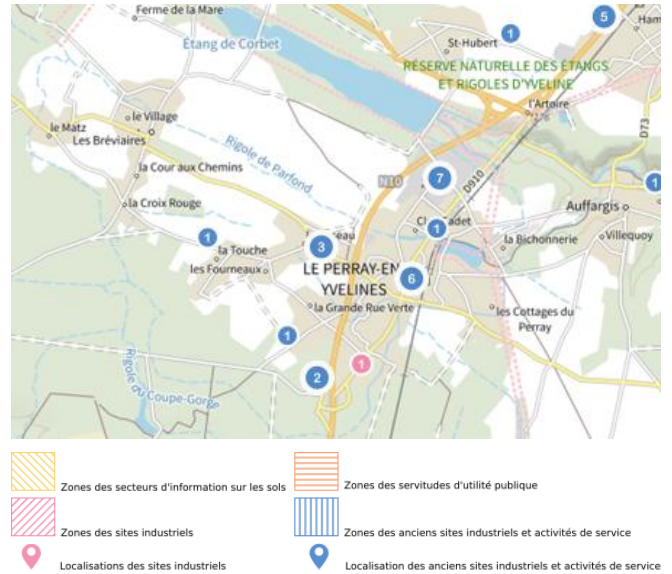 Ferme de la Mare
5
Ham
Étang de Corbet
St-Hubert
1
RÉSERVE NATURELLE DES ÉTANGS
ET RIGOLES D'YVELINE
l'Artoire
le Village
le Matz
Les Bréviaires
Rigole de Parfond
D73
la Cour aux Chemins
N10
7
D910
1
la Croix Rouge
Auffargis
1
la Touche
3
1
la Bichonnerie
Villequoy
les Fourneaux
LE PERRAY-EN
YVELINES
6
la Grande Rue Verte
les Cottages du
Perray
1
1
2
Rigole du Coupe-Gorge
Zones des secteurs d'information sur les sols
Zones des servitudes d'utilité publique
Zones des sites industriels
Zones des anciens sites industriels et activités de service
Localisations des sites industriels
Localisation des anciens sites industriels et activités de service